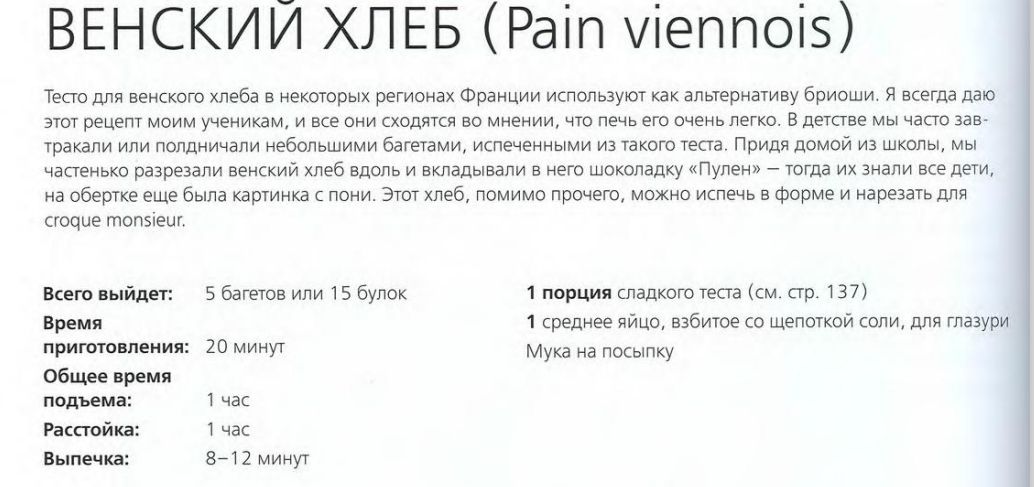 ВЕНСКИЙ ХЛЕБ (Pain viennois)
Тесто для венского хлеба в некоторых регионах Франции используют как альтернативу бриоши. Я всегда даю
этот рецепт моим ученикам, и все они сходятся во мнении, что печь его очень легко. В детстве мы часто зав-
тракали или полдничали небольшими багетами, испеченными из такого теста. Придя домой из школы, мы
частенько разрезали венский хлеб вдоль и вкладывали в него шоколадку «Пулен» — тогда их знали все дети,
на обертке еще была картинка с пони. Этот хлеб, помимо прочего, можно испечь в форме и нарезать для
croque monsieur.
Всего выйдет: 5 багетов или 15 булок
Время
приготовления: 20 минут
Общее время
подъема: 1 час
Расстойка: 1 час
Выпечка: 8–12 минут
1 порция сладкого теста (см. стр. 137)
1 среднее яйцо, взбитое со щепоткой соли, для глазури
Мука на посыпку